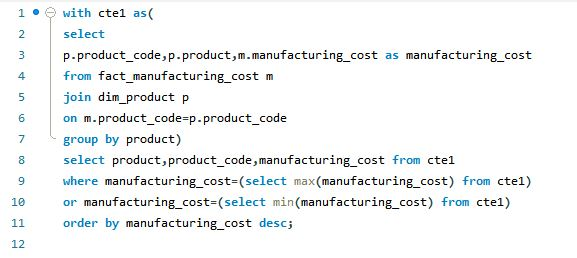 1 with cte1 as(
2 select
3 p.product_code,p.product,m.manufacturing_cost as manufacturing_cost
4 from fact_manufacturing_cost m
5 join dim_product p
6 on m.product_code=p.product_code
7 group by product)
8 select product,product_code,manufacturing_cost from cte1
9 where manufacturing_cost=(select max(manufacturing_cost) from cte1)
10 or manufacturing_cost=(select min(manufacturing_cost) from cte1)
11 order by manufacturing_cost desc;
12